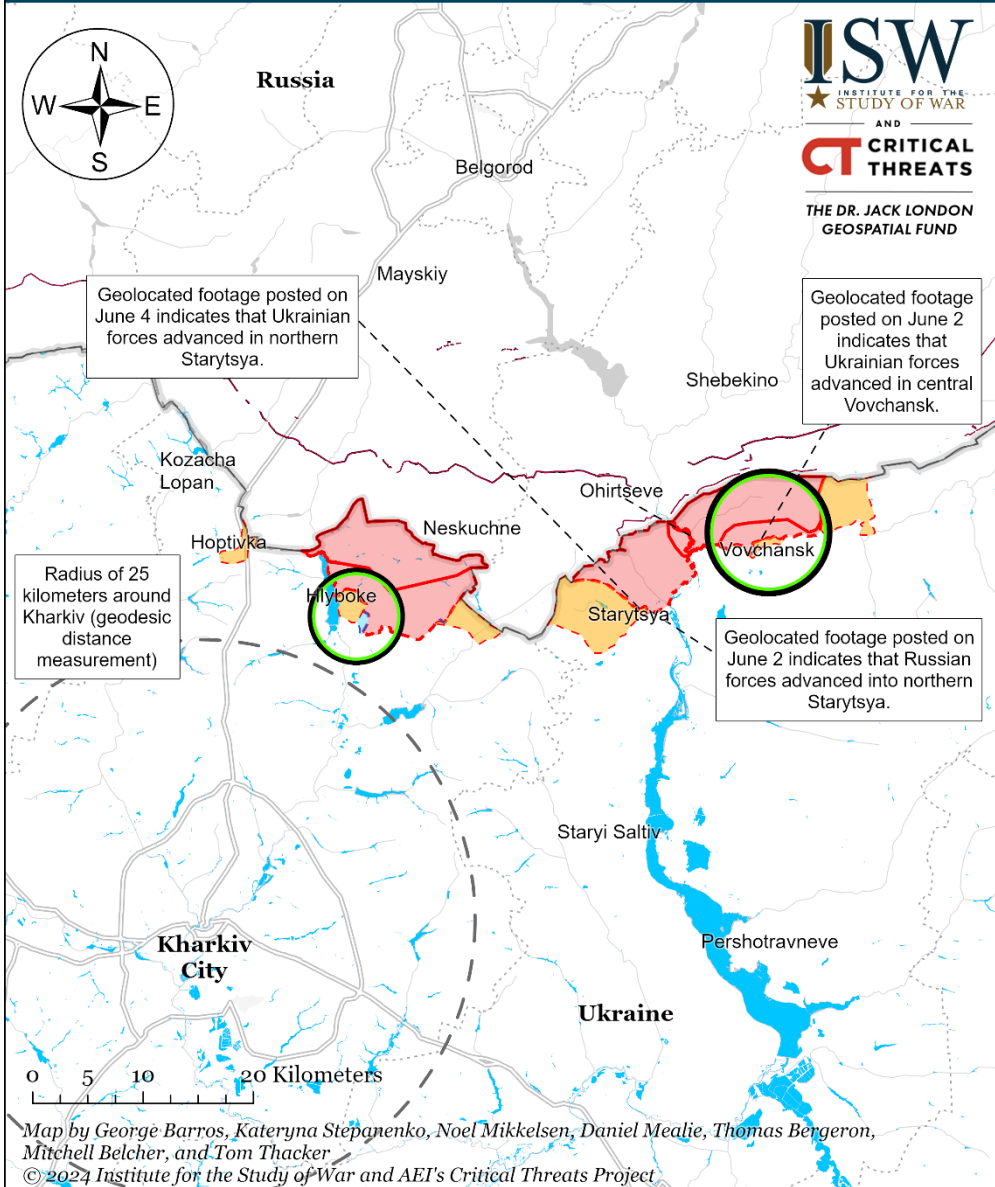 N
W
E
S
Russia
ISW
INSTITUTE FOR THE
STUDY OF WAR
AND
CT CRITICAL
THREATS
THE DR. JACK LONDON
GEOSPATIAL FUND
Belgorod
Mayskiy
Geolocated footage posted on
June 4 indicates that Ukrainian
forces advanced in northern
Starytsya.
Geolocated footage
posted on June 2
indicates that
Ukrainian forces
advanced in central
Vovchansk.
Shebekino
Kozacha
Lopan
Ohirtseve
Neskuchne
Hoptivka
Vovchansk
Radius of 25
kilometers around
Kharkiv (geodesic
distance
measurement)
Hlyboke
Starytsya
Geolocated footage posted on
June 2 indicates that Russian
forces advanced into northern
Starytsya.
Staryi Saltiv
Pershotravneve
Kharkiv
City
Ukraine
0 5 10 20 Kilometers
Map by George Barros, Kateryna Stepanenko, Noel Mikkelsen, Daniel Mealie, Thomas Bergeron,
Mitchell Belcher, and Tom Thacker
© 2024 Institute for the Study of War and AEI's Critical Threats Project